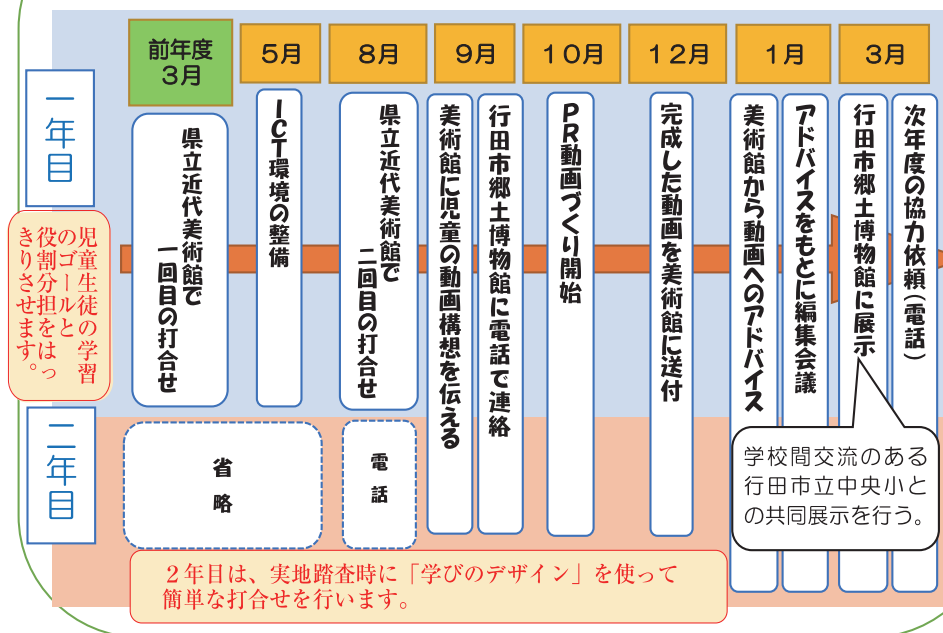 前年度
3月
5月
8月
9月
10月
12月
1月
3月
一年目
県立近代美術館で
一回目の打合せ
ICT環境の整備
県立近代美術館で
二回目の打合せ
美術館に児童の動画構想を伝える
行田市郷土博物館に電話で連絡
PR動画づくり開始
完成した動画を美術館に送付
美術館から動画へのアドバイス
アドバイスをもとに編集会議
行田市郷土博物館に展示
次年度の協力依頼(電話)
児童生徒の学習
のゴールと
役割分担をはっ
きりさせます。
二年目
省略
電話
学校間交流のある
行田市立中央小と
の共同展示を行う。
2年目は、実地踏査時に「学びのデザイン」を使って
簡単な打合せを行います。